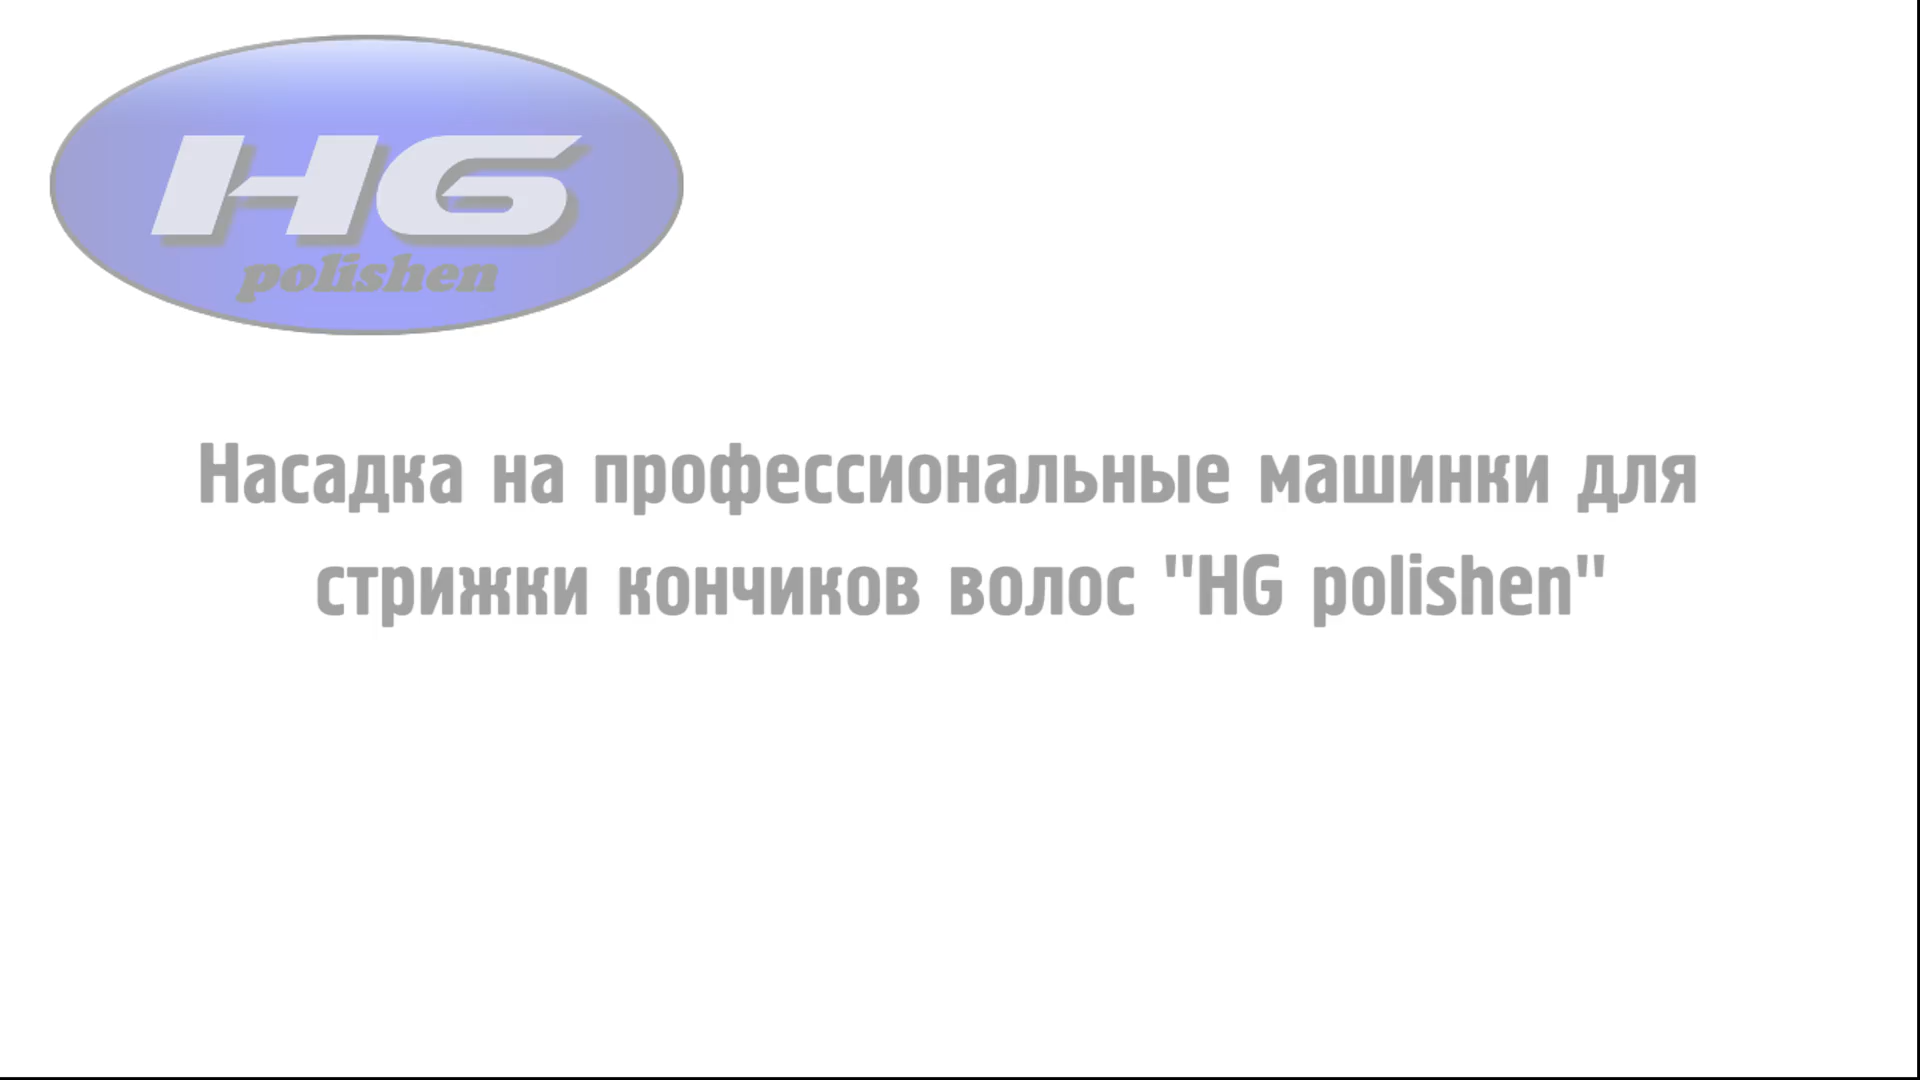 HG
polishen
Насадка на профессиональные машинки для
стрижки кончиков волос "HG polishen"